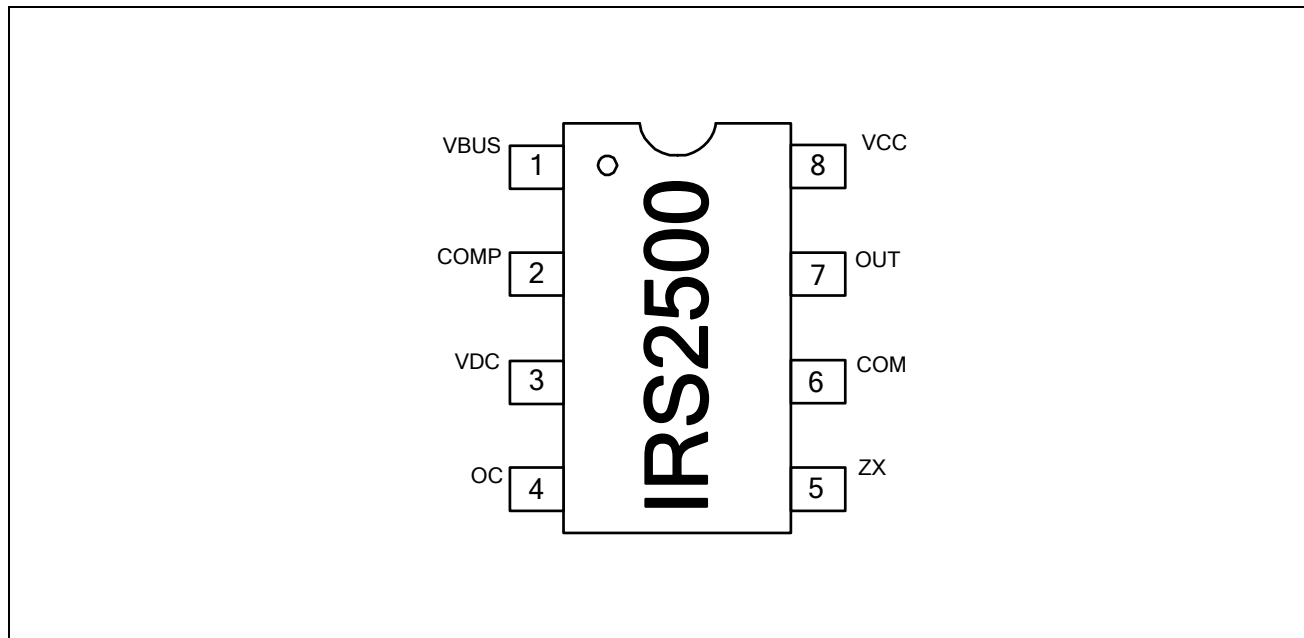 VBUS 1 8 VCC
COMP 2 7 OUT
VDC 3 6 COM
OC 4 5 ZX
IRS2500